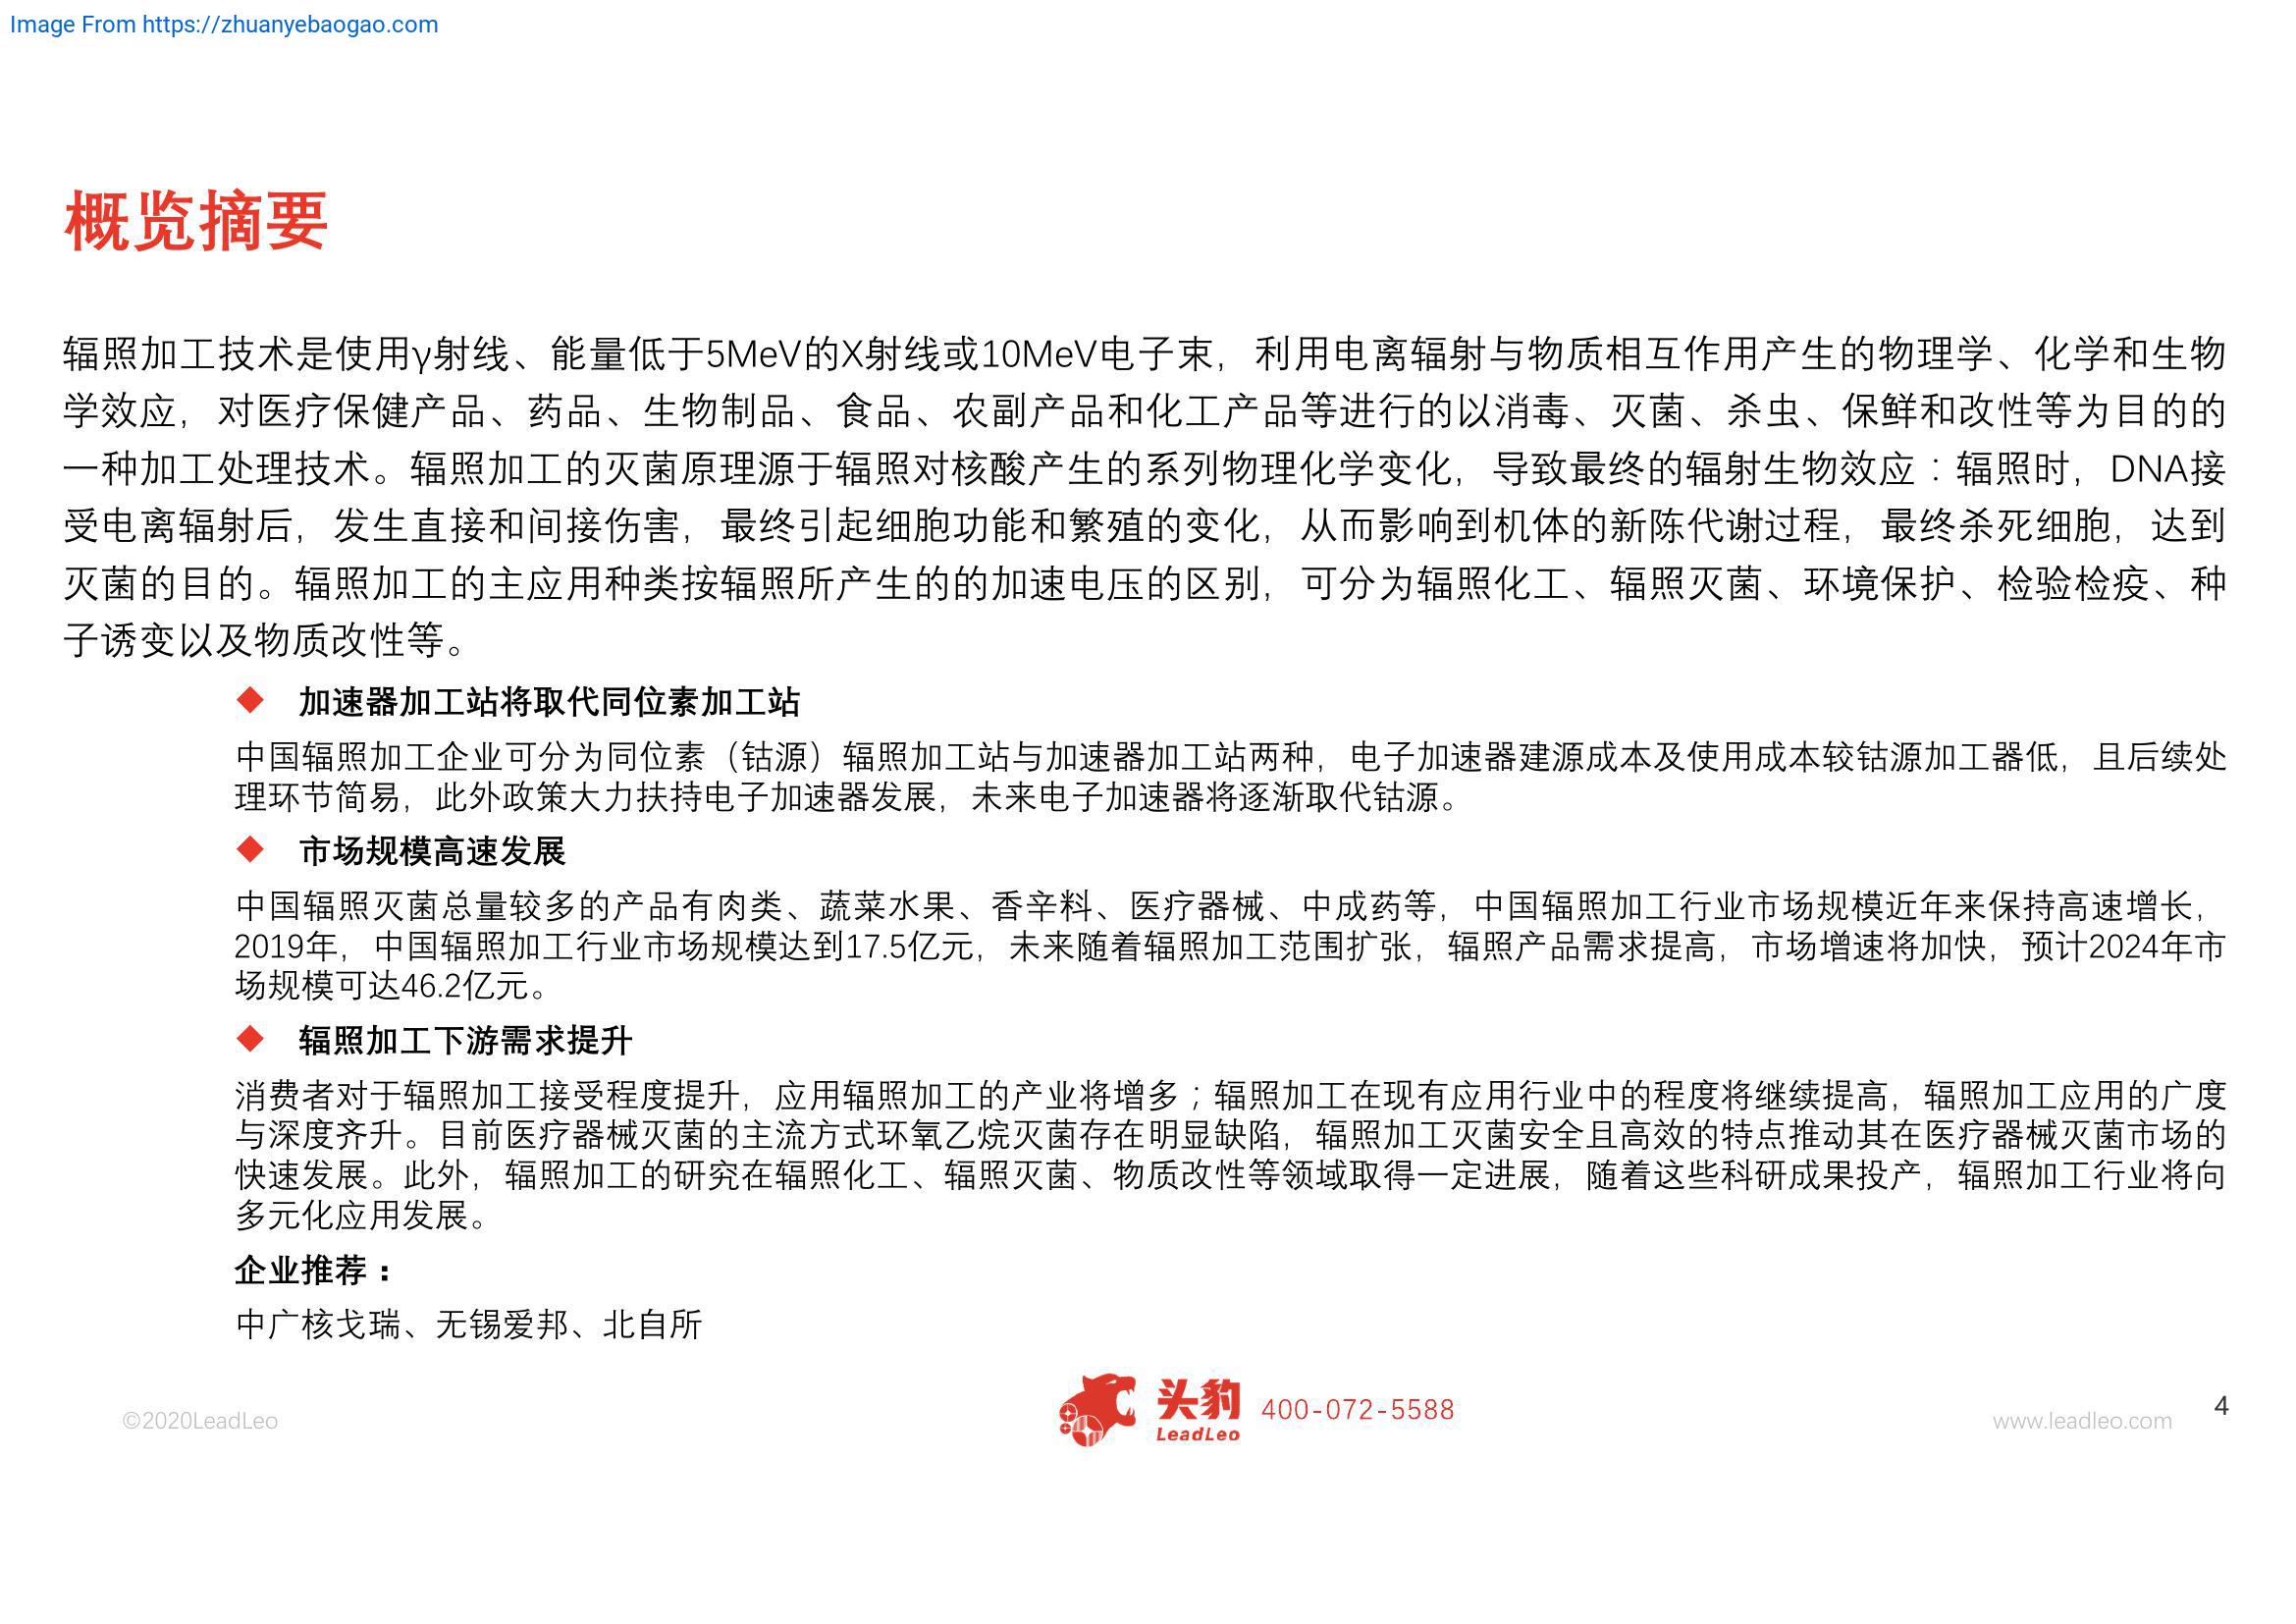 Image From https://zhuanyebaogao.com
概览摘要
辐照加工技术是使用γ射线、能量低于5MeV的X射线或10MeV电子束，利用电离辐射与物质相互作用产生的物理学、化学和生物
学效应，对医疗保健产品、药品、生物制品、食品、农副产品和化工产品等进行的以消毒、灭菌、杀虫、保鲜和改性等为目的的
一种加工处理技术。辐照加工的灭菌原理源于辐照对核酸产生的系列物理化学变化，导致最终的辐射生物效应：辐照时，DNA接
受电离辐射后，发生直接和间接伤害，最终引起细胞功能和繁殖的变化，从而影响到机体的新陈代谢过程，最终杀死细胞，达到
灭菌的目的。辐照加工的主应用种类按辐照所产生的的加速电压的区别，可分为辐照化工、辐照灭菌、环境保护、检验检疫、种
子诱变以及物质改性等。
◆ 加速器加工站将取代同位素加工站
中国辐照加工企业可分为同位素（钴源）辐照加工站与加速器加工站两种，电子加速器建源成本及使用成本较钴源加工器低，且后续处
理环节简易，此外政策大力扶持电子加速器发展，未来电子加速器将逐渐取代钴源。
◆ 市场规模高速发展
中国辐照灭菌总量较多的产品有肉类、蔬菜水果、香辛料、医疗器械、中成药等，中国辐照加工行业市场规模近年来保持高速增长，
2019年，中国辐照加工行业市场规模达到17.5亿元，未来随着辐照加工范围扩张，辐照产品需求提高，市场增速将加快，预计2024年市
场规模可达46.2亿元。
◆ 辐照加工下游需求提升
消费者对于辐照加工接受程度提升，应用辐照加工的产业将增多；辐照加工在现有应用行业中的程度将继续提高，辐照加工应用的广度
与深度齐升。目前医疗器械灭菌的主流方式环氧乙烷灭菌存在明显缺陷，辐照加工灭菌安全且高效的特点推动其在医疗器械灭菌市场的
快速发展。此外，辐照加工的研究在辐照化工、辐照灭菌、物质改性等领域取得一定进展，随着这些科研成果投产，辐照加工行业将向
多元化应用发展。
企业推荐：
中广核戈瑞、无锡爱邦、北自所
©2020LeadLeo
头豹
LeadLeo
400-072-5588
www.leadleo.com
4